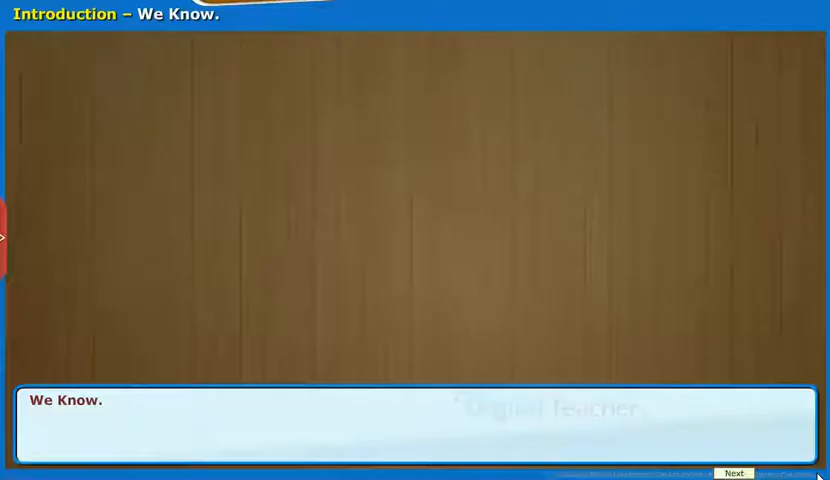 Introduction – We Know.
We Know.
Digital Teacher
Next